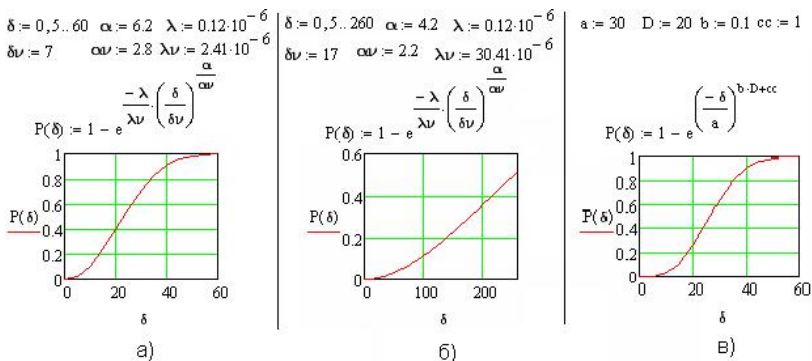 δ := 0,5..60 α := 6.2 λ := 0.12·10^-6
δν := 7 αν := 2.8 λν := 2.41·10^-6
P(δ) := 1 − e^(−λ/λν·(δ/δν)^(α/αν))
1
0.8
0.6
P(δ) 0.4
0.2
0
0 20 40 60
δ
а)
δ := 0,5..260 α := 4.2 λ := 0.12·10^-6
δν := 17 αν := 2.2 λν := 30.41·10^-6
P(δ) := 1 − e^(−λ/λν·(δ/δν)^(α/αν))
0.6
0.4
P(δ)
0.2
0
0 100 200
δ
б)
a := 30 D := 20 b := 0.1 cc := 1
P(δ) := 1 − e^(−δ/a)^b·D+cc
1
0.8
0.6
P(δ) 0.4
0.2
0
0 20 40 60
δ
в)